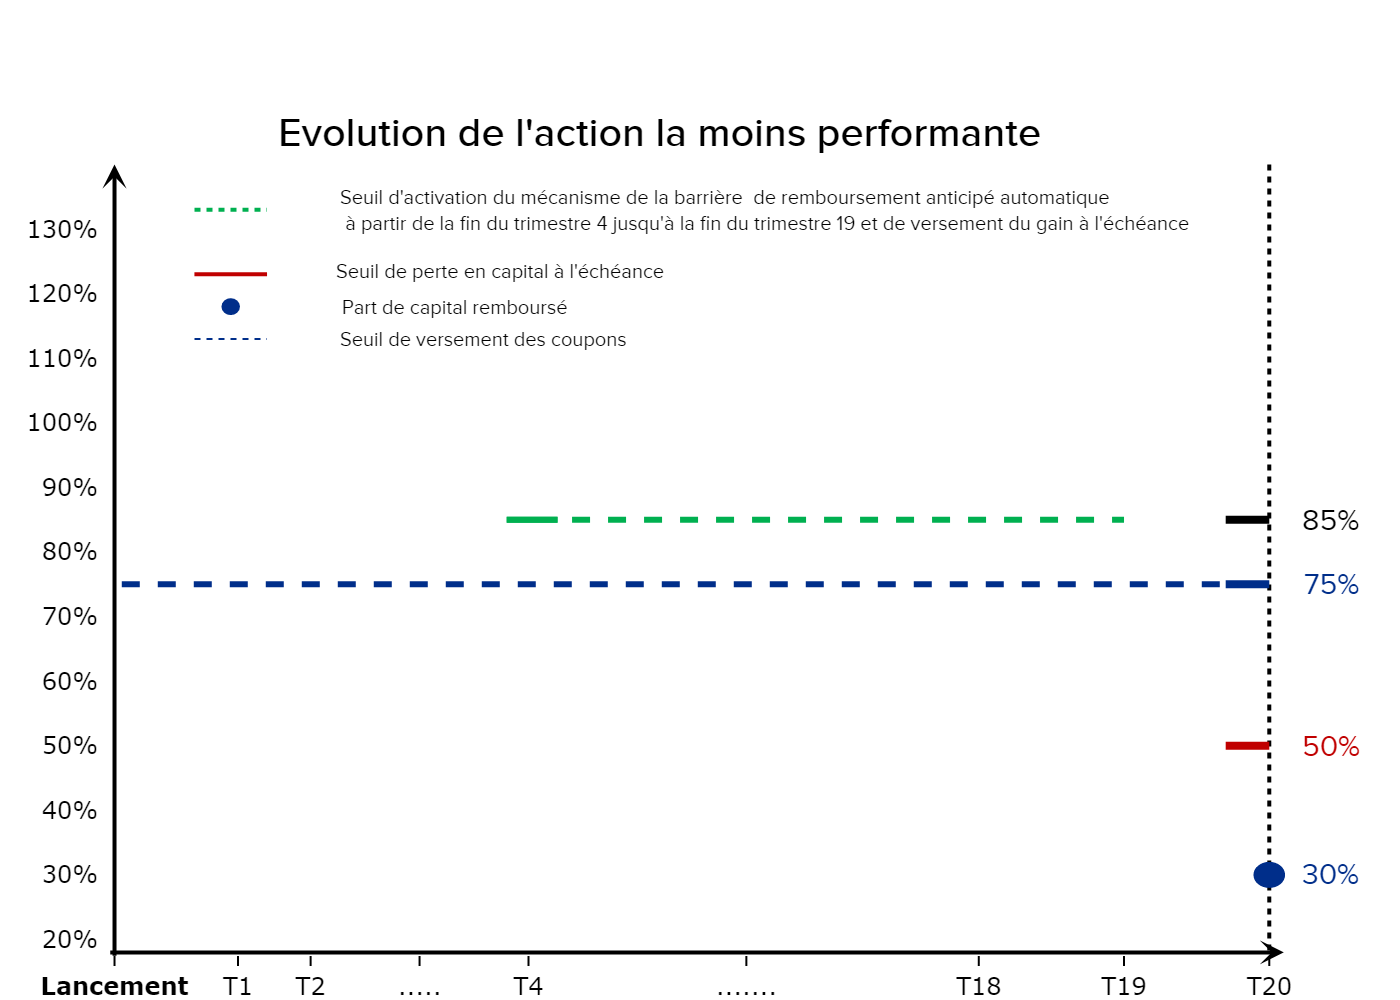 Evolution de l'action la moins performante
Seuil d'activation du mécanisme de la barrière de remboursement anticipé automatique
à partir de la fin du trimestre 4 jusqu'à la fin du trimestre 19 et de versement du gain à l'échéance
Seuil de perte en capital à l'échéance
Part de capital remboursé
Seuil de versement des coupons
130%
120%
110%
100%
90%
80%
70%
60%
50%
40%
30%
20%
85%
75%
50%
30%
Lancement T1 T2 ..... T4 ....... T18 T19 T20